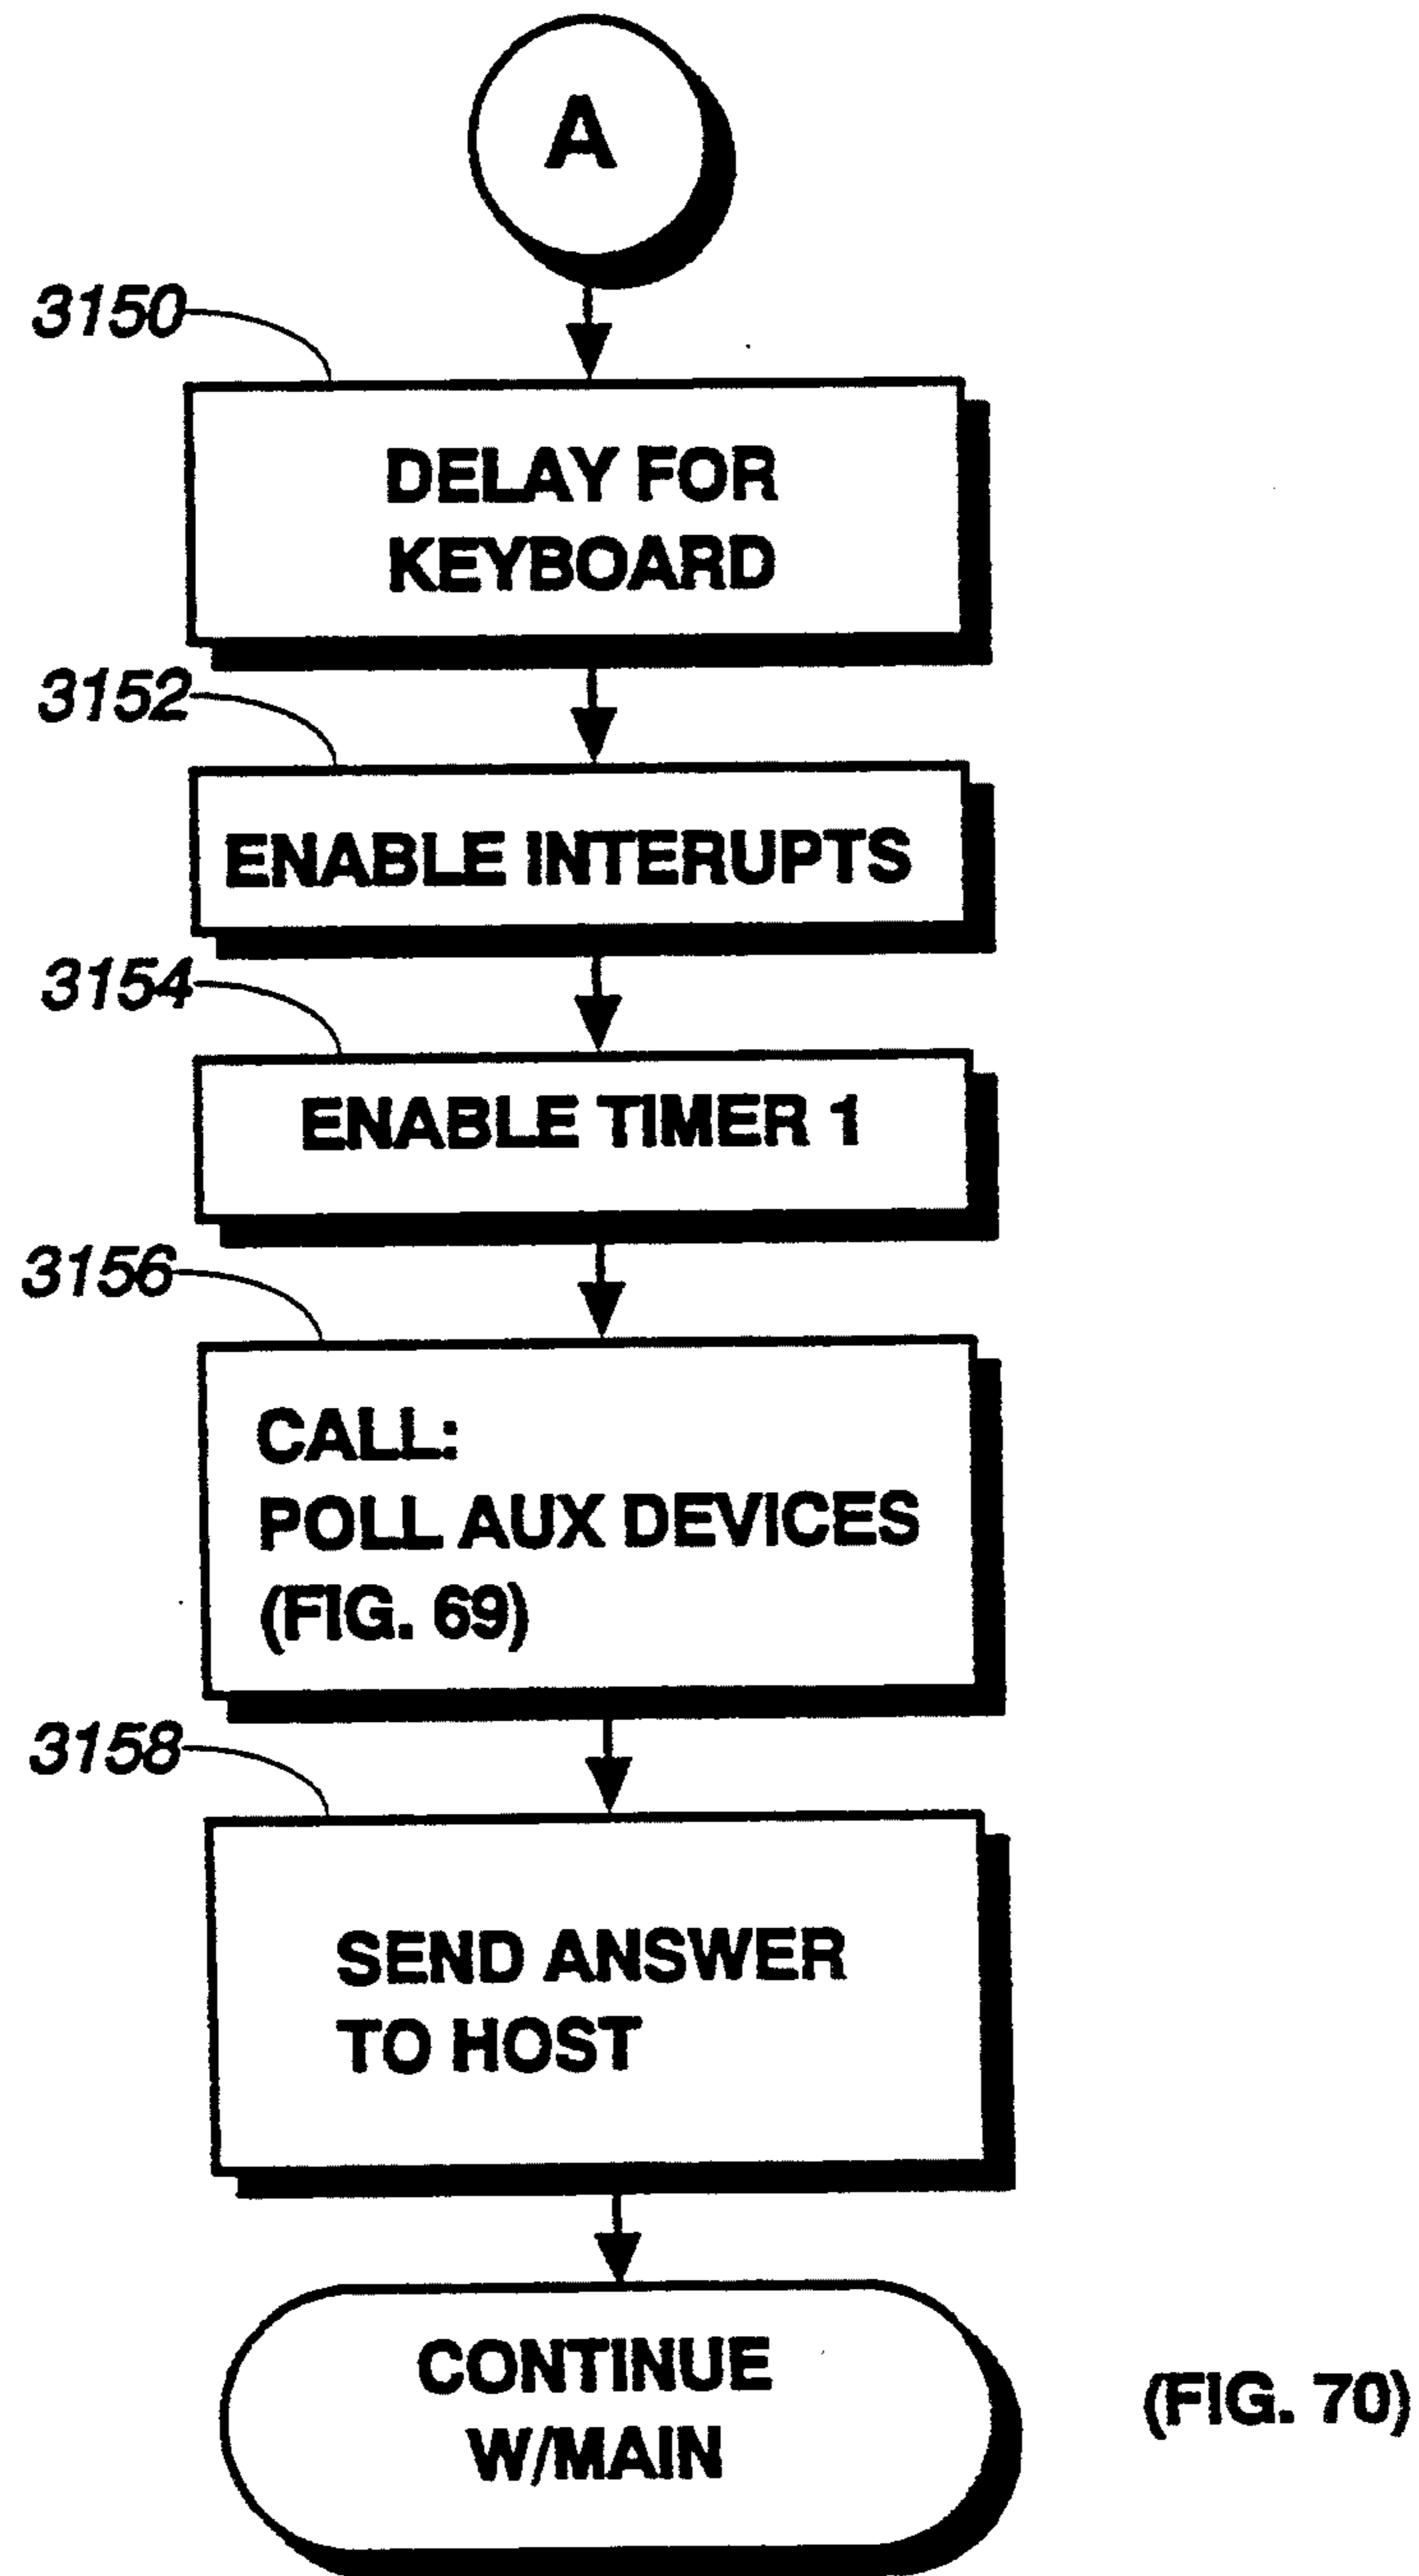 A
3150
DELAY FOR
KEYBOARD
3152
ENABLE INTERUPTS
3154
ENABLE TIMER 1
3156
CALL:
POLL AUX DEVICES
(FIG. 69)
3158
SEND ANSWER
TO HOST
CONTINUE
W/MAIN
(FIG. 70)